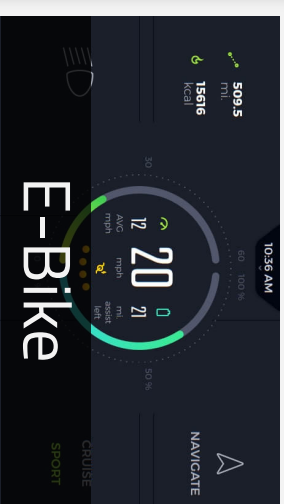 10:36 AM
509.5
mi.
15616
kcal
30
60
100 %
12
AVG
mph
20
mph
21
mi.
assist
left
50 %
NAVIGATE
CRUISE
SPORT
E-Bike